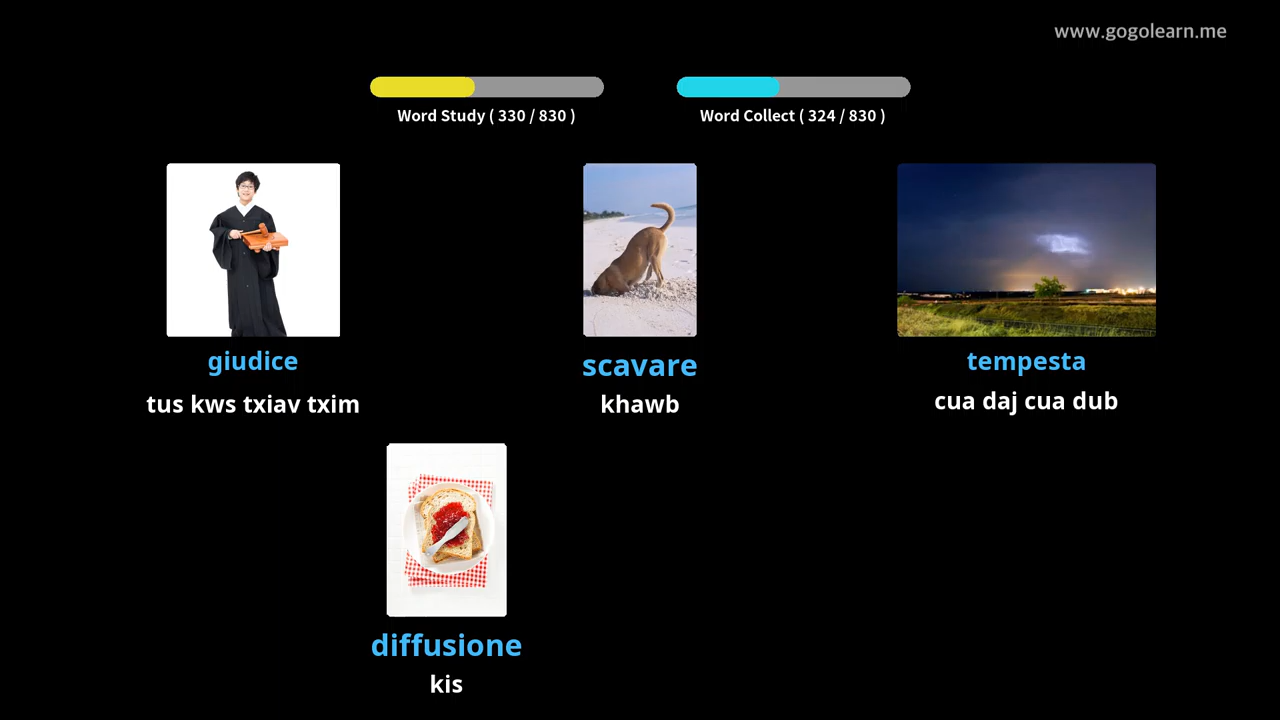 www.gogolearn.me
Word Study ( 330 / 830 )
Word Collect ( 324 / 830 )
giudice
scavare
tempesta
tus kws txiav txim
khawb
cua daj cua dub
diffusione
kis